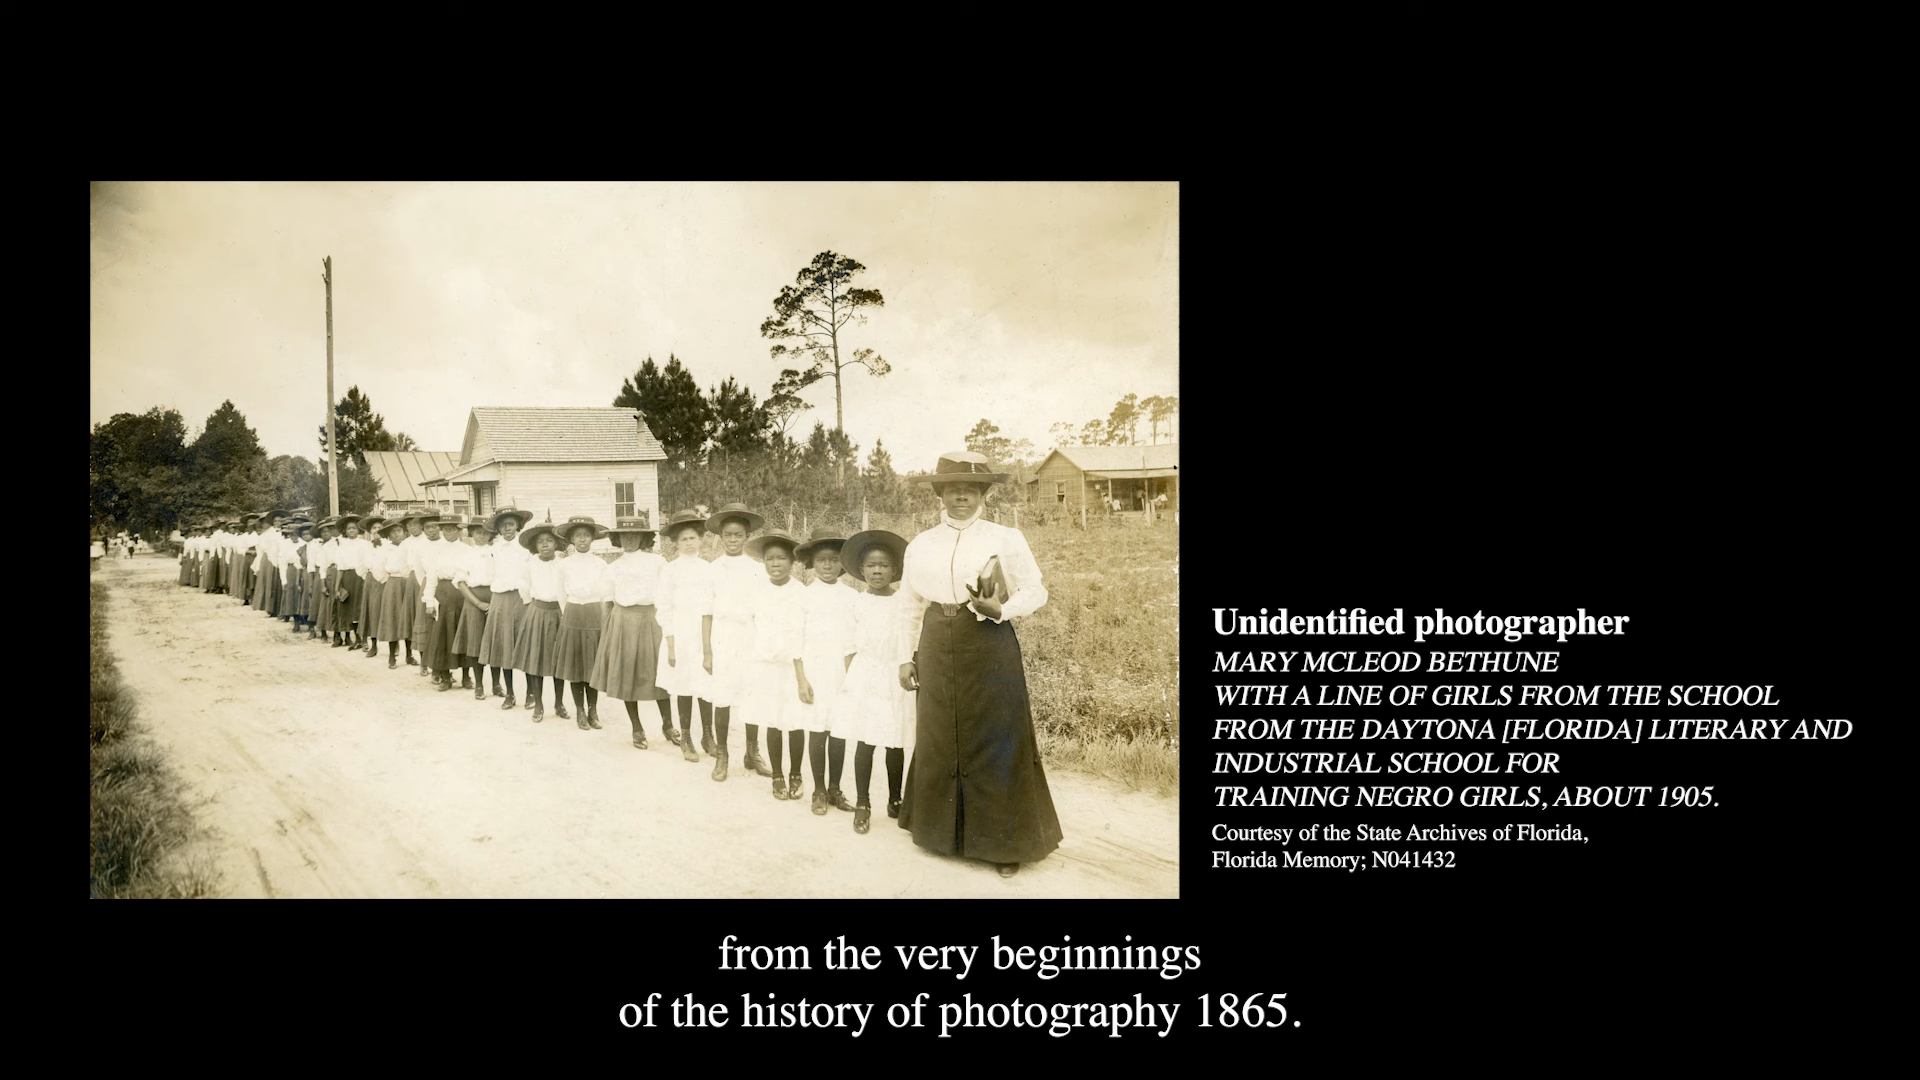 Unidentified photographer
MARY MCLEOD BETHUNE
WITH A LINE OF GIRLS FROM THE SCHOOL
FROM THE DAYTONA [FLORIDA] LITERARY AND
INDUSTRIAL SCHOOL FOR
TRAINING NEGRO GIRLS, ABOUT 1905.
Courtesy of the State Archives of Florida,
Florida Memory; N041432
from the very beginnings
of the history of photography 1865.